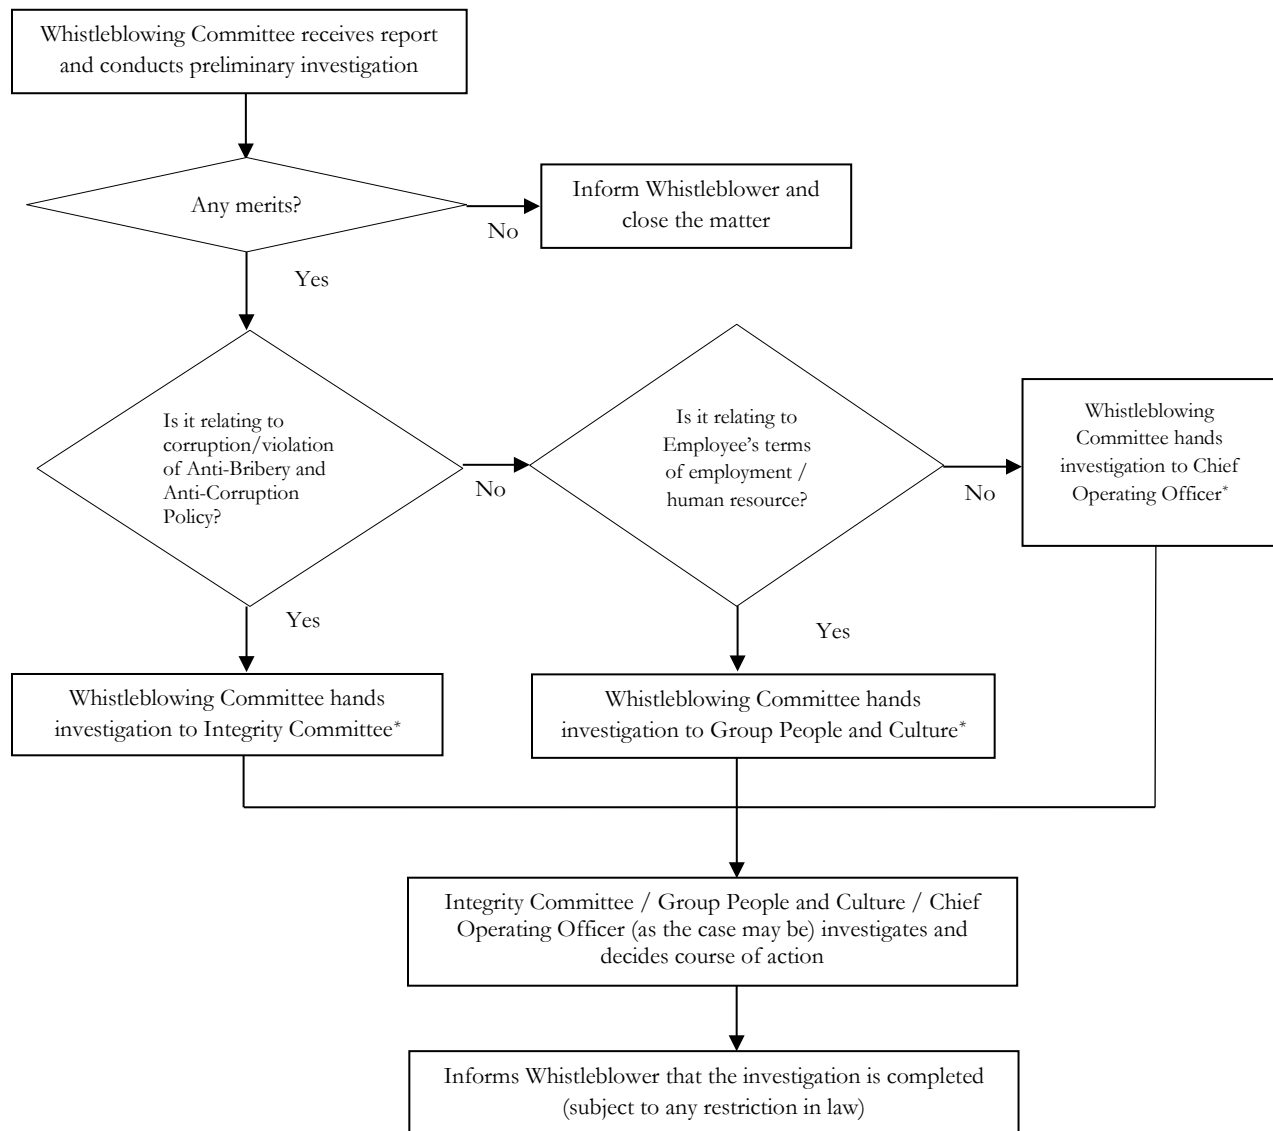 Whistleblowing Committee receives report
and conducts preliminary investigation
Any merits?
No
Inform Whistleblower and
close the matter
Yes
Is it relating to
corruption/violation
of Anti-Bribery and
Anti-Corruption
Policy?
No
Is it relating to
Employee’s terms
of employment /
human resource?
No
Whistleblowing
Committee hands
investigation to Chief
Operating Officer*
Yes
Yes
Whistleblowing Committee hands
investigation to Integrity Committee*
Whistleblowing Committee hands
investigation to Group People and Culture*
Integrity Committee / Group People and Culture / Chief
Operating Officer (as the case may be) investigates and
decides course of action
Informs Whistleblower that the investigation is completed
(subject to any restriction in law)